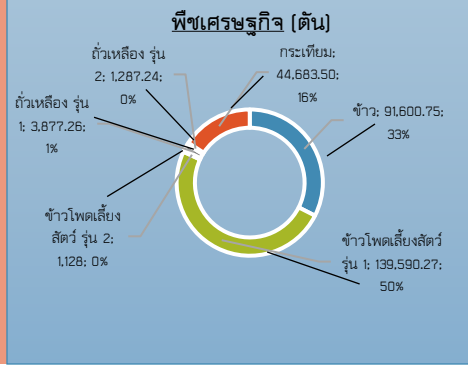 พืชเศรษฐกิจ (ตัน)
ถั่วเหลือง รุ่น
2; 1,287.24;
0%
กระเทียม;
44,683.50;
16%
ถั่วเหลือง รุ่น
1; 3,877.26;
1%
ข้าว; 91,600.75;
33%
ข้าวโพดเลี้ยง
สัตว์ รุ่น 2;
1,128; 0%
ข้าวโพดเลี้ยงสัตว์
รุ่น 1; 139,590.27;
50%